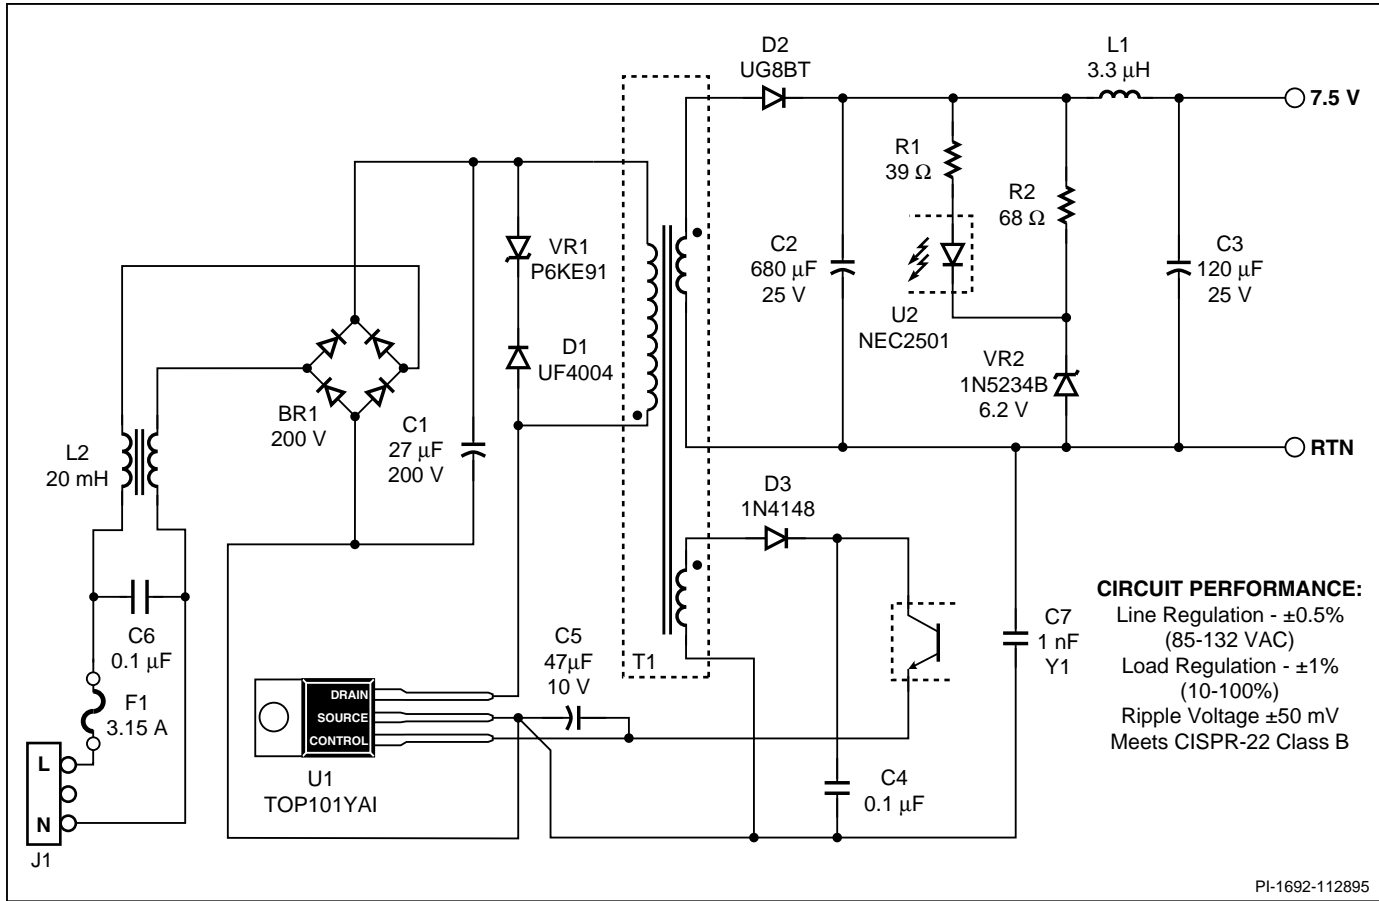 D2
UG8BT
L1
3.3 µH
7.5 V
R1
39 Ω
R2
68 Ω
VR1
P6KE91
C2
680 µF
25 V
C3
120 µF
25 V
U2
NEC2501
D1
UF4004
VR2
1N5234B
6.2 V
BR1
200 V
C1
27 µF
200 V
L2
20 mH
RTN
D3
1N4148
CIRCUIT PERFORMANCE:
Line Regulation - ±0.5%
(85-132 VAC)
Load Regulation - ±1%
(10-100%)
Ripple Voltage ±50 mV
Meets CISPR-22 Class B
C6
0.1 µF
C5
47µF
10 V
T1
C7
1 nF
Y1
F1
3.15 A
DRAIN
SOURCE
CONTROL
L
N
J1
U1
TOP101YAI
C4
0.1 µF
PI-1692-112895